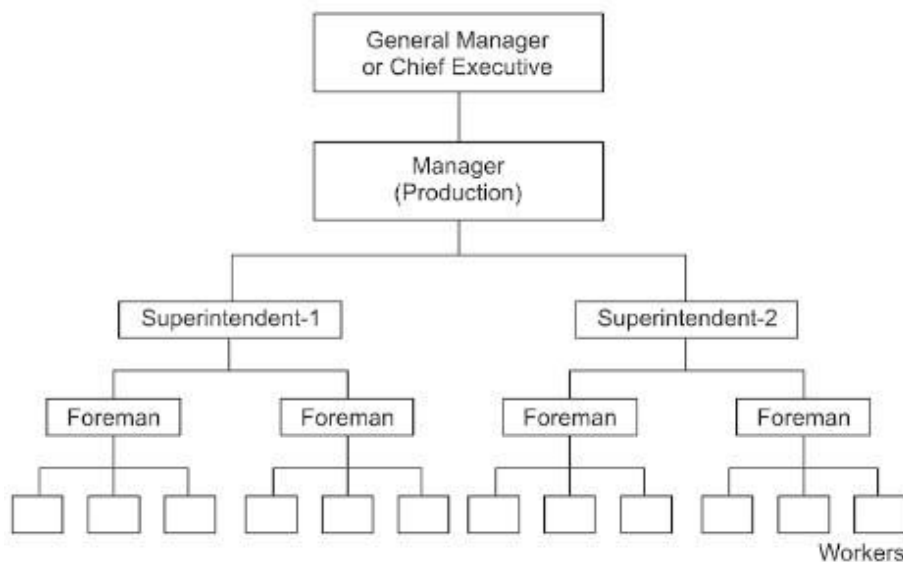 General Manager
or Chief Executive
Manager
(Production)
Superintendent-1
Superintendent-2
Foreman
Foreman
Foreman
Foreman
Workers